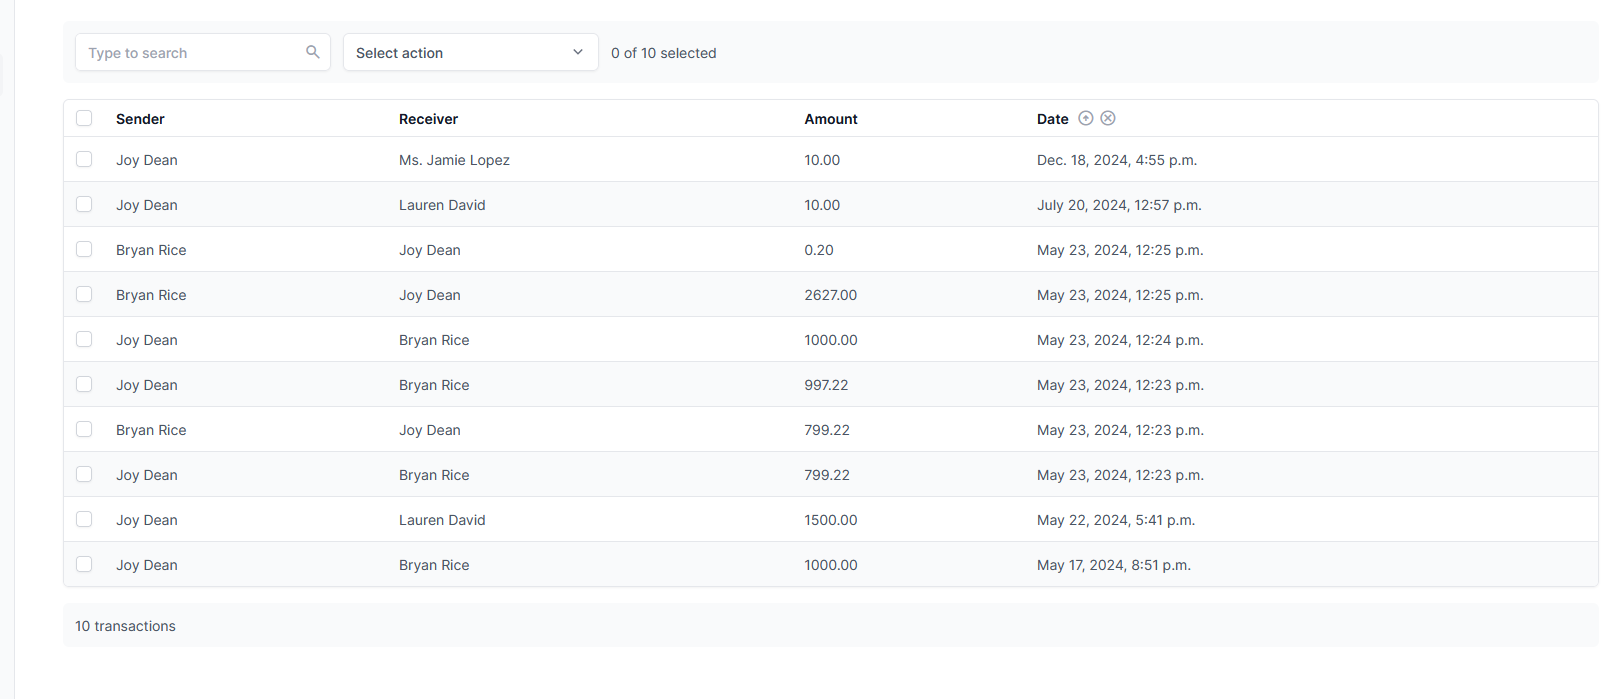 Type to search Select action 0 of 10 selected
Sender Receiver Amount Date
Joy Dean Ms. Jamie Lopez 10.00 Dec. 18, 2024, 4:55 p.m.
Joy Dean Lauren David 10.00 July 20, 2024, 12:57 p.m.
Bryan Rice Joy Dean 0.20 May 23, 2024, 12:25 p.m.
Bryan Rice Joy Dean 2627.00 May 23, 2024, 12:25 p.m.
Joy Dean Bryan Rice 1000.00 May 23, 2024, 12:24 p.m.
Joy Dean Bryan Rice 997.22 May 23, 2024, 12:23 p.m.
Bryan Rice Joy Dean 799.22 May 23, 2024, 12:23 p.m.
Joy Dean Bryan Rice 799.22 May 23, 2024, 12:23 p.m.
Joy Dean Lauren David 1500.00 May 22, 2024, 5:41 p.m.
Joy Dean Bryan Rice 1000.00 May 17, 2024, 8:51 p.m.
10 transactions